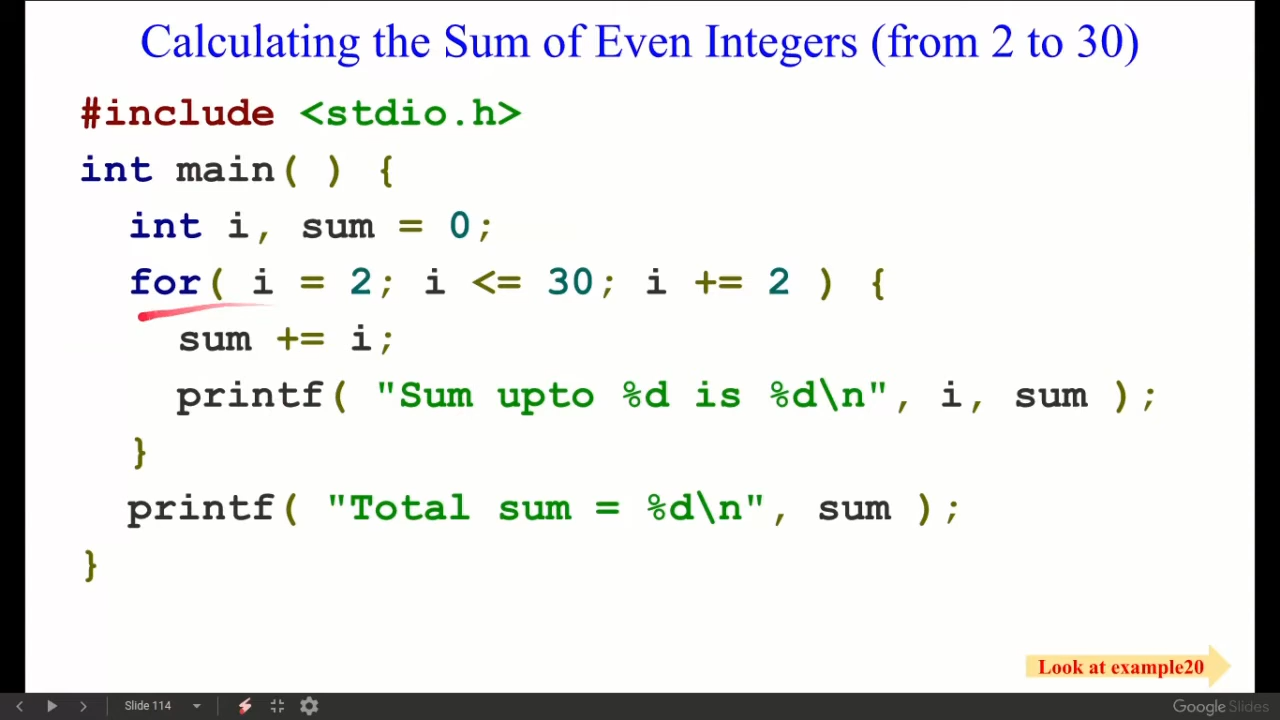 Calculating the Sum of Even Integers (from 2 to 30)
#include <stdio.h>
int main( ) {
int i, sum = 0;
for( i = 2; i <= 30; i += 2 ) {
sum += i;
printf( "Sum upto %d is %d\n", i, sum );
}
printf( "Total sum = %d\n", sum );
}
Look at example20
Slide 114
Google Slides